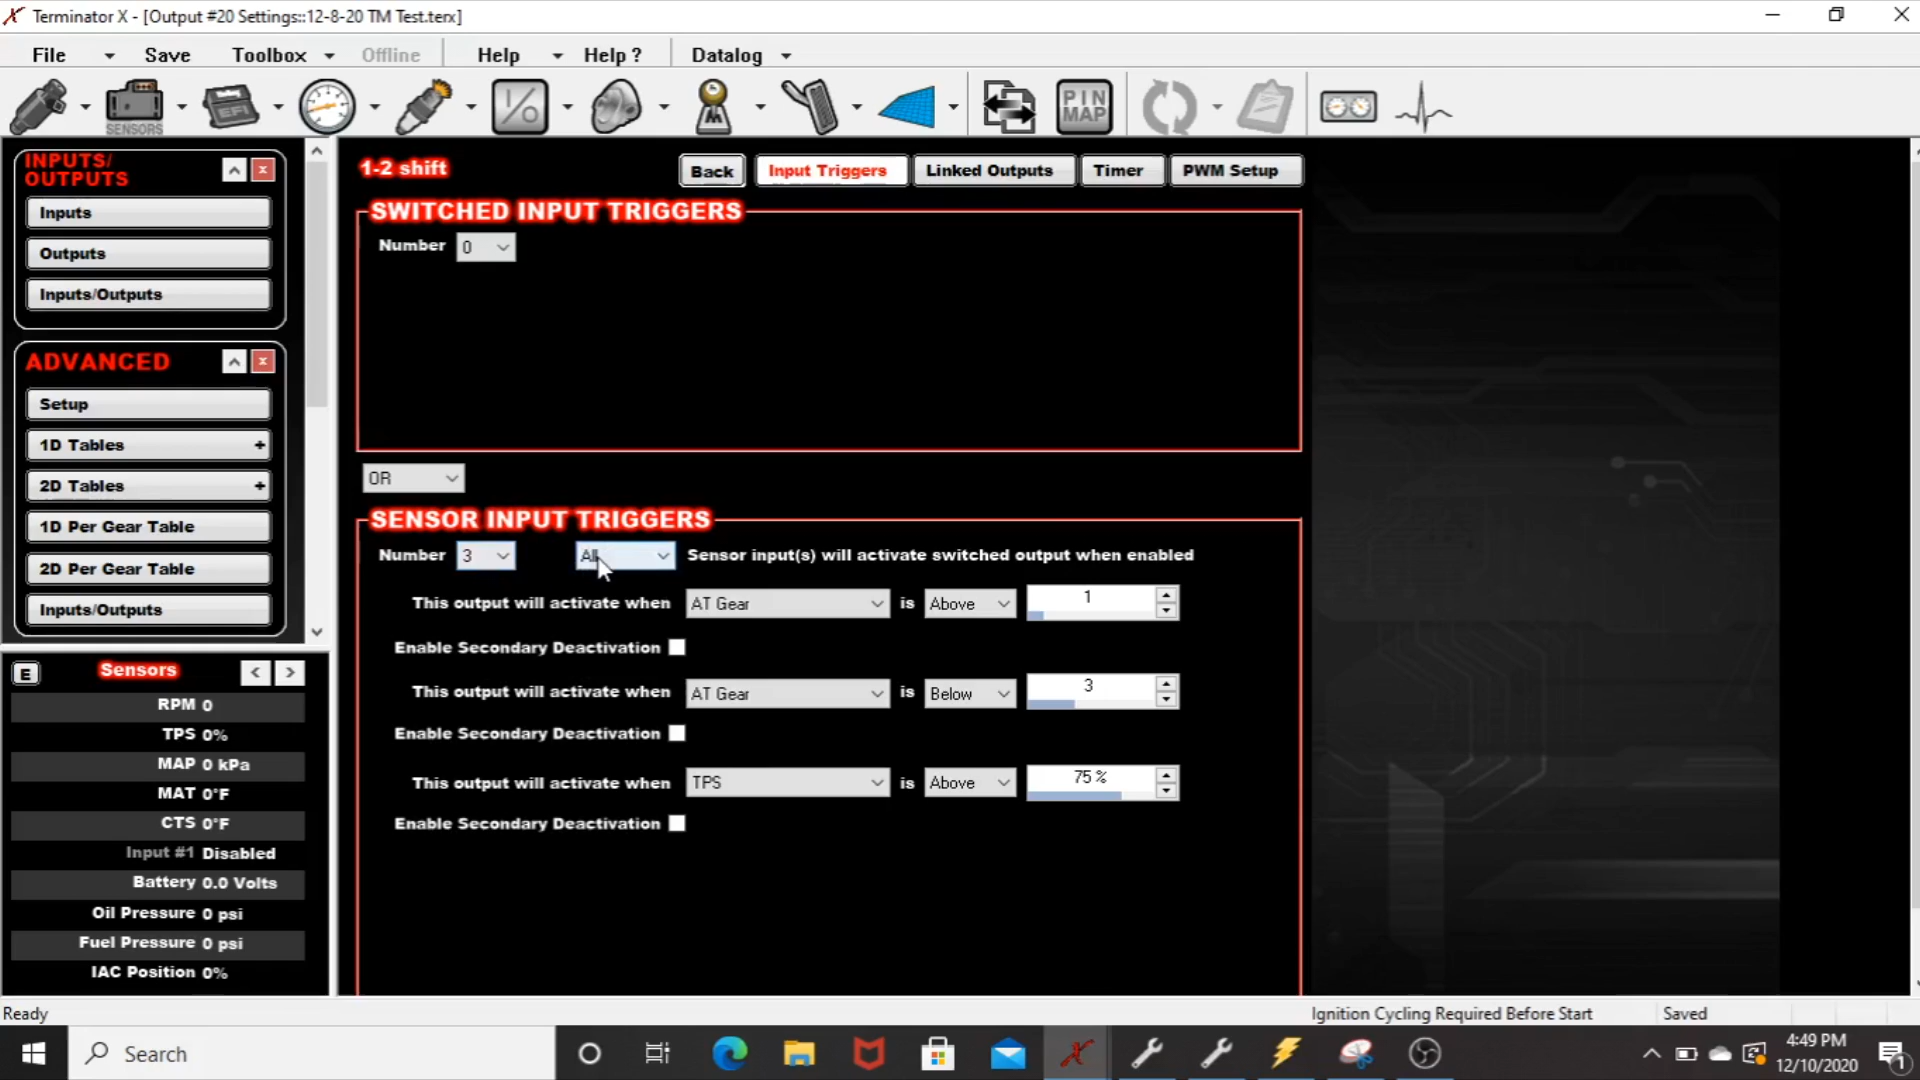 Terminator X - [Output #20 Settings::12-8-20 TM Test.terx]
File Save Toolbox Offline Help Help ? Datalog
SENSORS EFI I/O PIN MAP
INPUTS/
OUTPUTS
Inputs
Outputs
Inputs/Outputs
ADVANCED
Setup
1D Tables +
2D Tables +
1D Per Gear Table
2D Per Gear Table
Inputs/Outputs
E Sensors < >
RPM 0
TPS 0%
MAP 0 kPa
MAT 0°F
CTS 0°F
Input #1 Disabled
Battery 0.0 Volts
Oil Pressure 0 psi
Fuel Pressure 0 psi
IAC Position 0%
1-2 shift Back Input Triggers Linked Outputs Timer PWM Setup
SWITCHED INPUT TRIGGERS
Number 0
OR
SENSOR INPUT TRIGGERS
Number 3 All Sensor input(s) will activate switched output when enabled
This output will activate when AT Gear is Above 1
Enable Secondary Deactivation
This output will activate when AT Gear is Below 3
Enable Secondary Deactivation
This output will activate when TPS is Above 75 %
Enable Secondary Deactivation
Ready Ignition Cycling Required Before Start Saved
Search 4:49 PM
12/10/2020 1